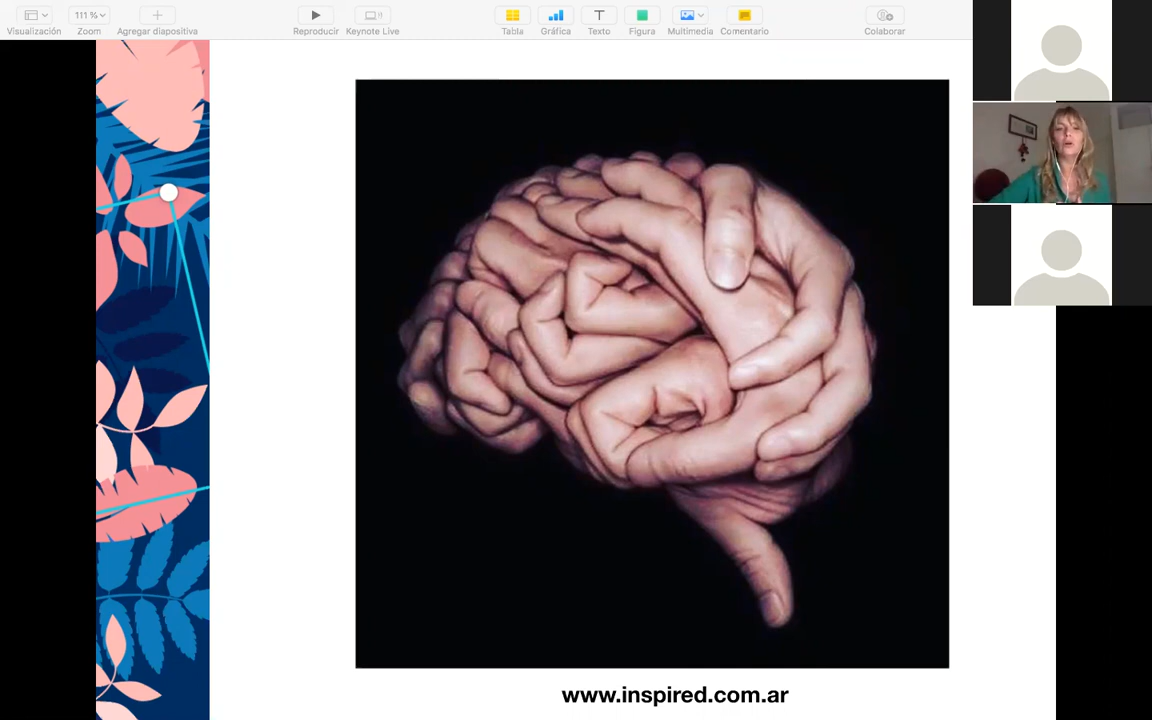 111 %
Visualización Zoom Agregar diapositiva Reproducir Keynote Live Tabla Gráfica Texto Figura Multimedia Comentario Colaborar
www.inspired.com.ar